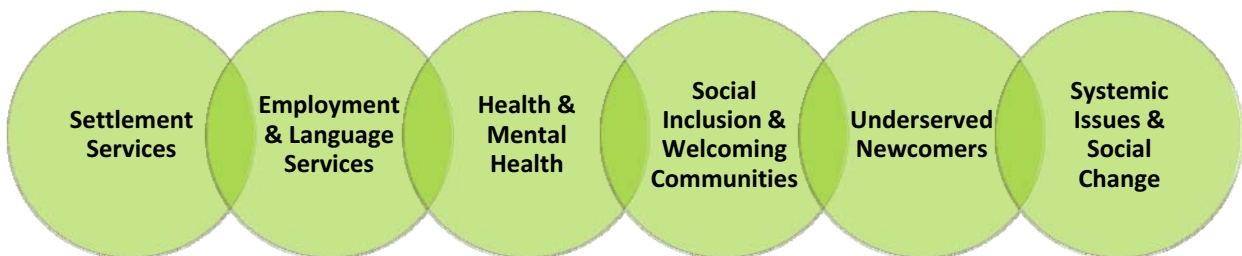 Settlement
Services
Employment
& Language
Services
Health &
Mental
Health
Social
Inclusion &
Welcoming
Communities
Underserved
Newcomers
Systemic
Issues &
Social
Change